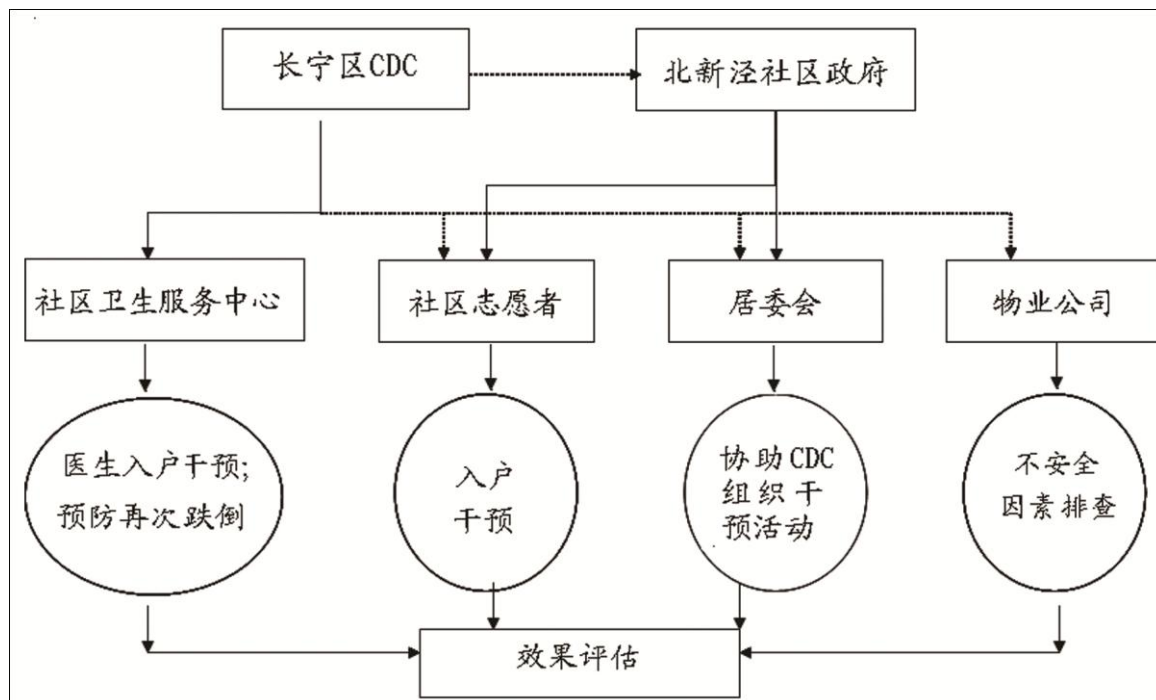 长宁区CDC
北新泾社区政府
社区卫生服务中心
社区志愿者
居委会
物业公司
医生入户干预;
预防再次跌倒
入户
干预
协助CDC
组织干
预活动
不安全
因素排查
效果评估